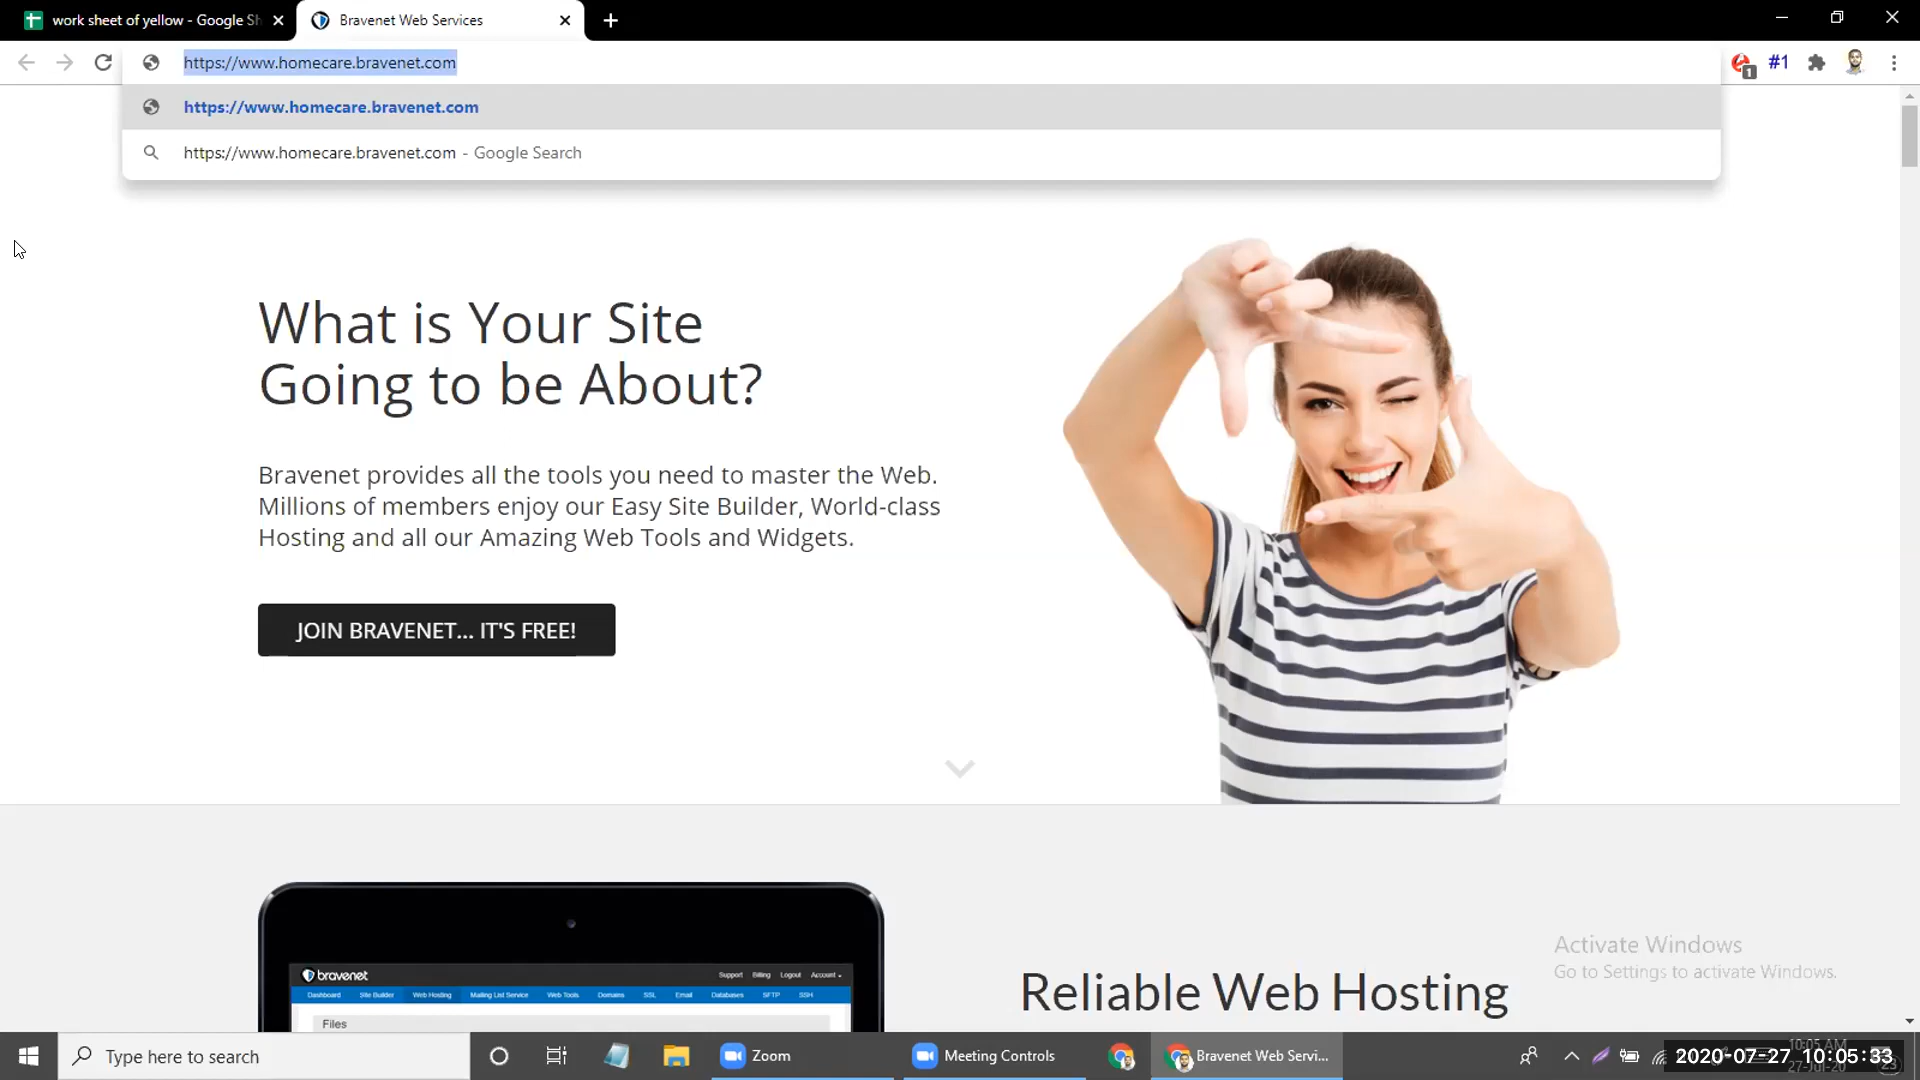 work sheet of yellow - Google Sh
Bravenet Web Services
https://www.homecare.bravenet.com
#1
1
https://www.homecare.bravenet.com
https://www.homecare.bravenet.com - Google Search
What is Your Site
Going to be About?
Bravenet provides all the tools you need to master the Web.
Millions of members enjoy our Easy Site Builder, World-class
Hosting and all our Amazing Web Tools and Widgets.
JOIN BRAVENET... IT'S FREE!
bravenet
Support Billing Logout Account
Dashboard Site Builder Web Hosting Mailing List Service Web Tools Domains SSL Email Databases SFTP SSH
Files
Reliable Web Hosting
Activate Windows
Go to Settings to activate Windows.
Type here to search
Zoom
Meeting Controls
Bravenet Web Servi...
10:05 AM
2020-07-27 10:05:33
27-Jul-20
23